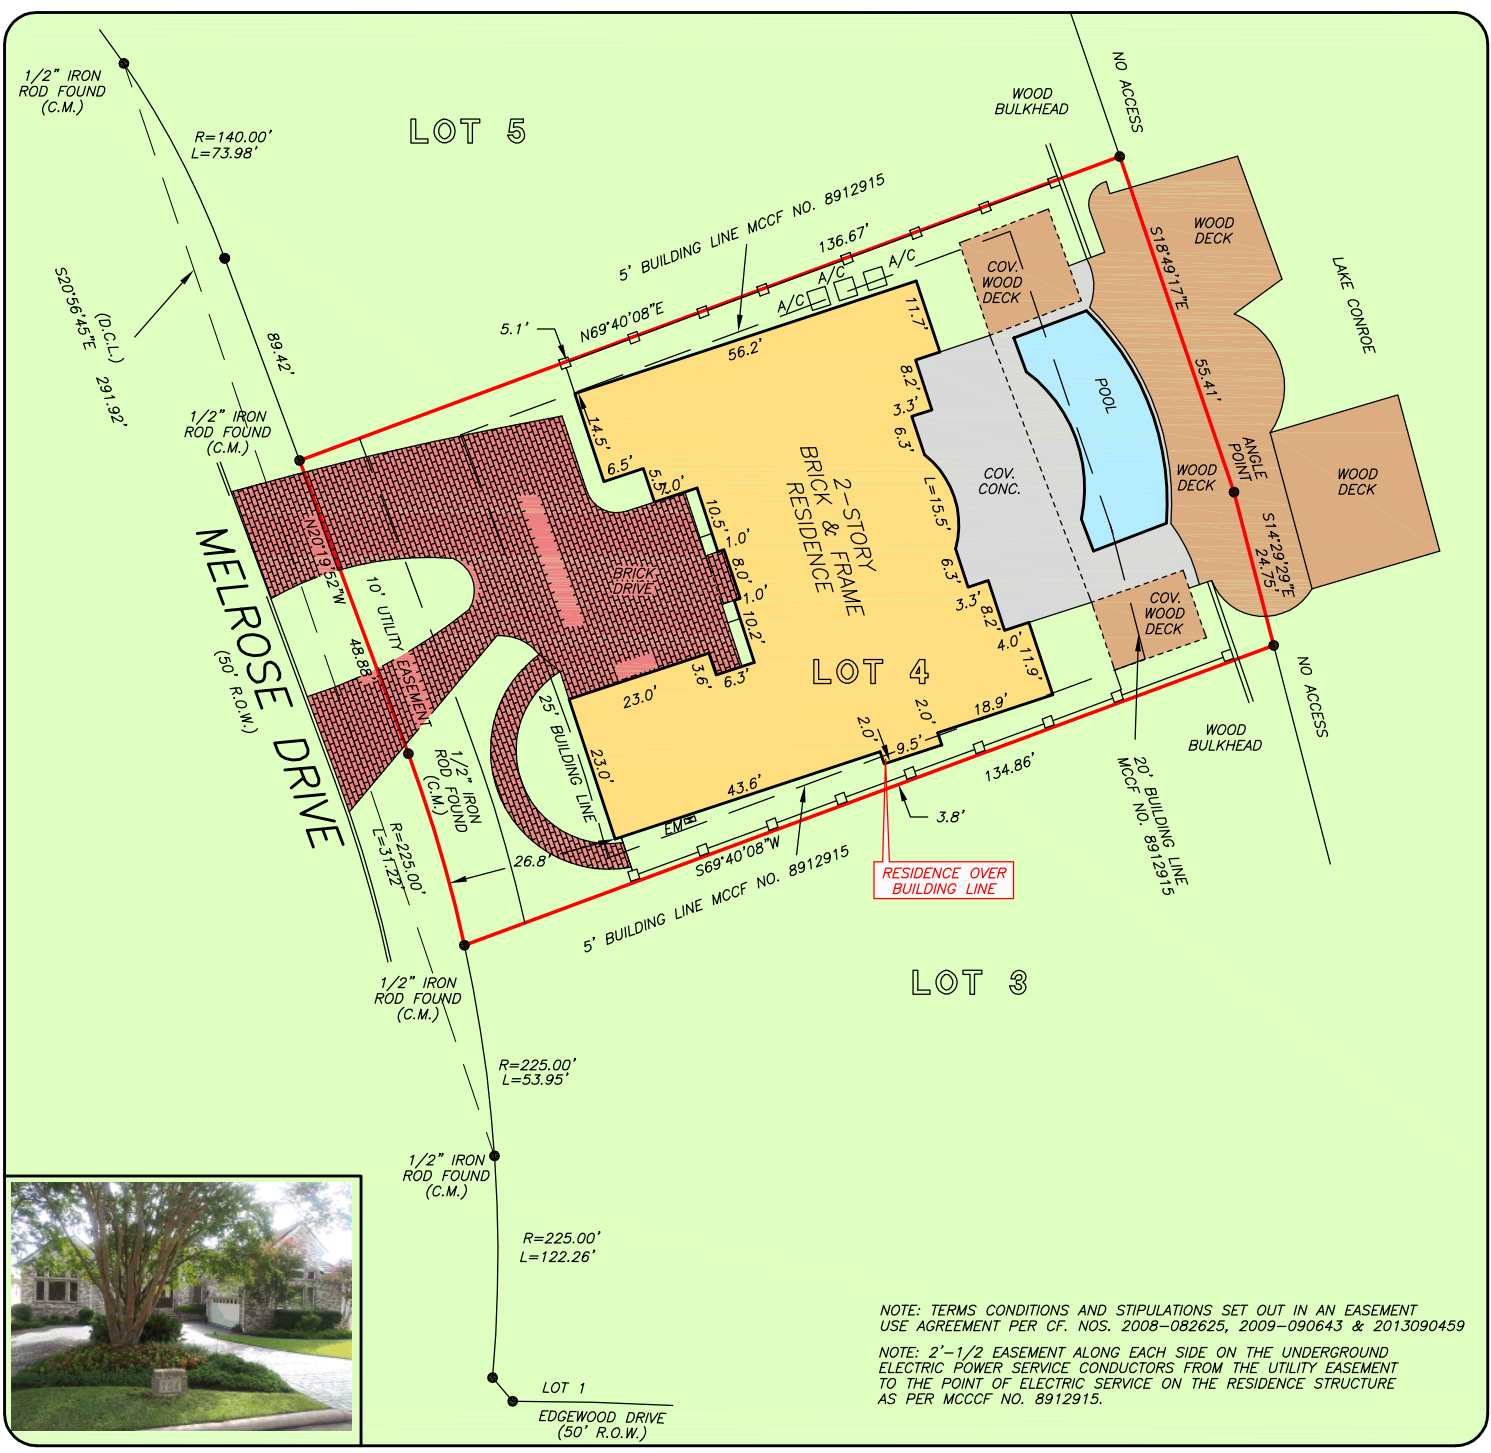 1/2" IRON
ROD FOUND
(C.M.)
R=140.00'
L=73.98'
LOT 5
WOOD
BULKHEAD
NO ACCESS
5' BUILDING LINE MCCF NO. 8912915
136.67'
A/C
A/C
A/C
N69°40'08"E
5.1'
S20°56'45"E 291.92'
(D.C.L.)
89.42'
1/2" IRON
ROD FOUND
(C.M.)
COV.
WOOD
DECK
WOOD
DECK
S18°49'17"E
55.41'
LAKE CONROE
POOL
ANGLE
POINT
WOOD
DECK
WOOD
DECK
S14°29'29"E
24.75'
COV.
CONC.
COV.
WOOD
DECK
56.2'
11.7'
8.2'
3.3'
6.3'
L=15.5'
6.3'
3.3'
8.2'
4.0'
11.9'
18.9'
2.0'
9.5'
2.0'
43.6'
23.0'
23.0'
3.6'
6.3'
10.2'
1.0'
8.0'
1.0'
10.5'
5.5'
6.5'
14.5'
2-STORY
BRICK & FRAME
RESIDENCE
LOT 4
BRICK
DRIVE
MELROSE DRIVE
(50' R.O.W.)
N20°19'52"W
48.88'
10' UTILITY EASEMENT
1/2" IRON
ROD FOUND
(C.M.)
25' BUILDING LINE
R=225.00'
L=31.22'
26.8'
EM
S69°40'08"W
134.86'
3.8'
5' BUILDING LINE MCCF NO. 8912915
RESIDENCE OVER
BUILDING LINE
20' BUILDING LINE
MCCF NO. 8912915
WOOD
BULKHEAD
NO ACCESS
LOT 3
1/2" IRON
ROD FOUND
(C.M.)
R=225.00'
L=53.95'
1/2" IRON
ROD FOUND
(C.M.)
R=225.00'
L=122.26'
LOT 1
EDGEWOOD DRIVE
(50' R.O.W.)
NOTE: TERMS CONDITIONS AND STIPULATIONS SET OUT IN AN EASEMENT
USE AGREEMENT PER CF. NOS. 2008-082625, 2009-090643 & 2013090459
NOTE: 2'-1/2 EASEMENT ALONG EACH SIDE ON THE UNDERGROUND
ELECTRIC POWER SERVICE CONDUCTORS FROM THE UTILITY EASEMENT
TO THE POINT OF ELECTRIC SERVICE ON THE RESIDENCE STRUCTURE
AS PER MCCCF NO. 8912915.